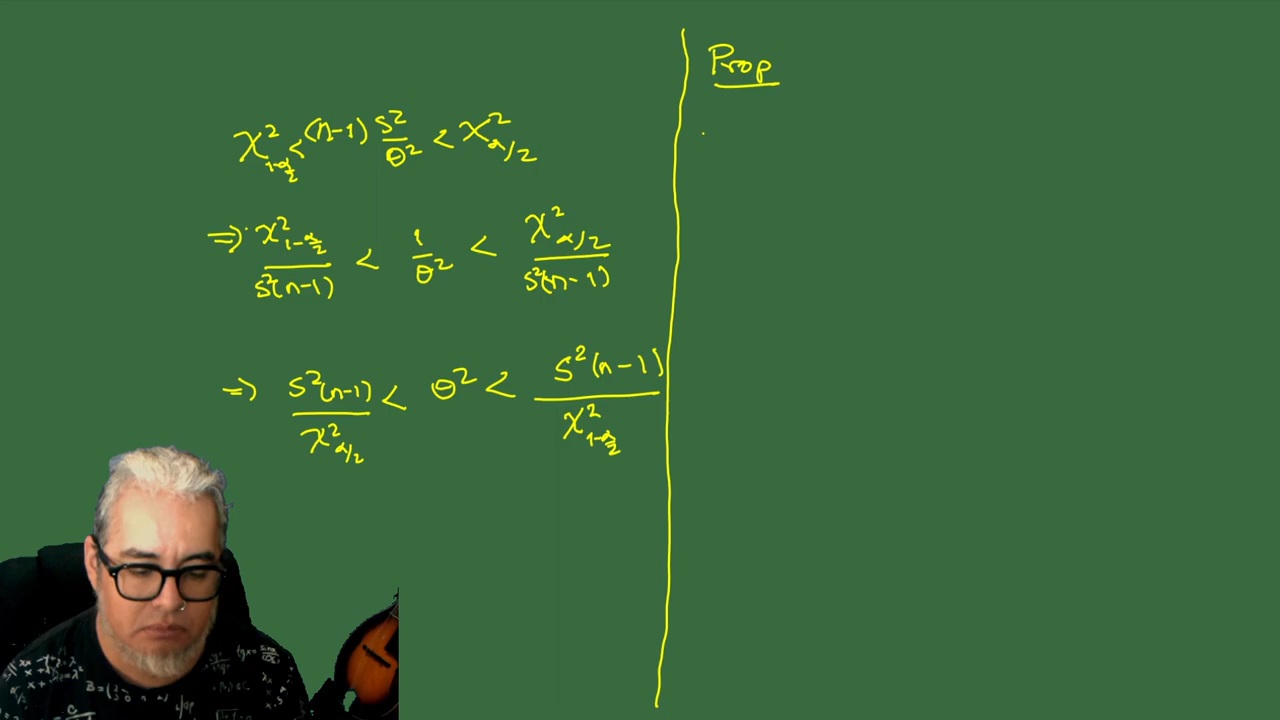 χ²_{1-α/2} < (n-1) S²/θ² < χ²_{α/2}
⇒ χ²_{1-α/2} / S²(n-1) < 1/θ² < χ²_{α/2} / S²(n-1)
⇒ S²(n-1) / χ²_{α/2} < θ² < S²(n-1) / χ²_{1-α/2}
Prop